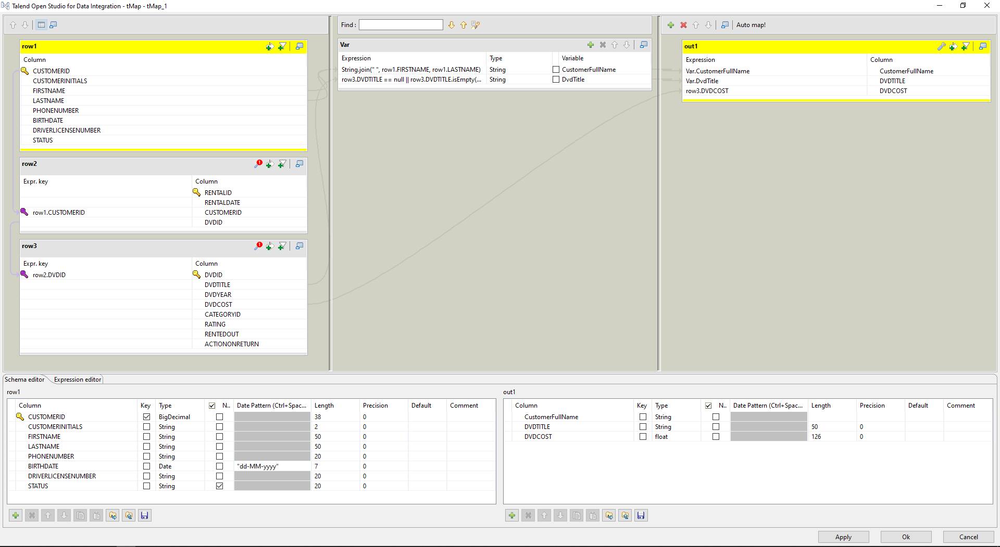 Talend Open Studio for Data Integration - tMap - tMap_1
Find :
Auto map!
row1
Column
CUSTOMERID
CUSTOMERINITIALS
FIRSTNAME
LASTNAME
PHONENUMBER
BIRTHDATE
DRIVERLICENSENUMBER
STATUS
row2
Expr. key Column
RENTALID
RENTALDATE
row1.CUSTOMERID CUSTOMERID
DVDID
row3
Expr. key Column
row2.DVDID DVDID
DVDTITLE
DVDYEAR
DVDCOST
CATEGORYID
RATING
RENTEDOUT
ACTIONONRETURN
Var
Expression Type Variable
String.join(" ", row1.FIRSTNAME, row1.LASTNAME) String CustomerFullName
row3.DVDTITLE == null || row3.DVDTITLE.isEmpty(... String DvdTitle
out1
Expression Column
Var.CustomerFullName CustomerFullName
Var.DvdTitle DVDTITLE
row3.DVDCOST DVDCOST
Schema editor Expression editor
row1
Column Key Type N.. Date Pattern (Ctrl+Spac... Length Precision Default Comment
CUSTOMERID BigDecimal 38 0
CUSTOMERINITIALS String 2 0
FIRSTNAME String 50 0
LASTNAME String 50 0
PHONENUMBER String 20 0
BIRTHDATE Date "dd-MM-yyyy" 7 0
DRIVERLICENSENUMBER String 20 0
STATUS String 20 0
out1
Column Key Type N.. Date Pattern (Ctrl+Spac... Length Precision Default Comment
CustomerFullName String
DVDTITLE String 50 0
DVDCOST float 126 0
Apply Ok Cancel